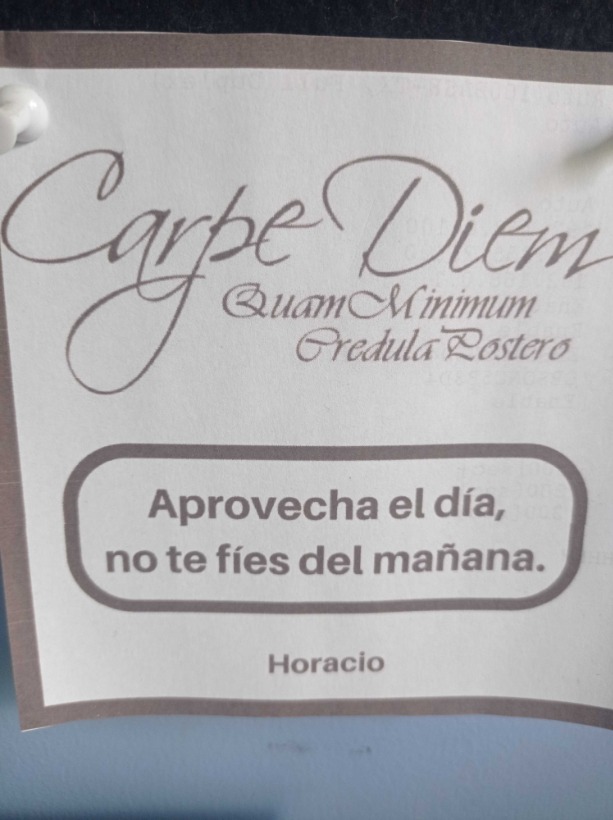 Carpe Diem
Quam Minimum
Credula Postero
Aprovecha el día,
no te fíes del mañana.
Horacio